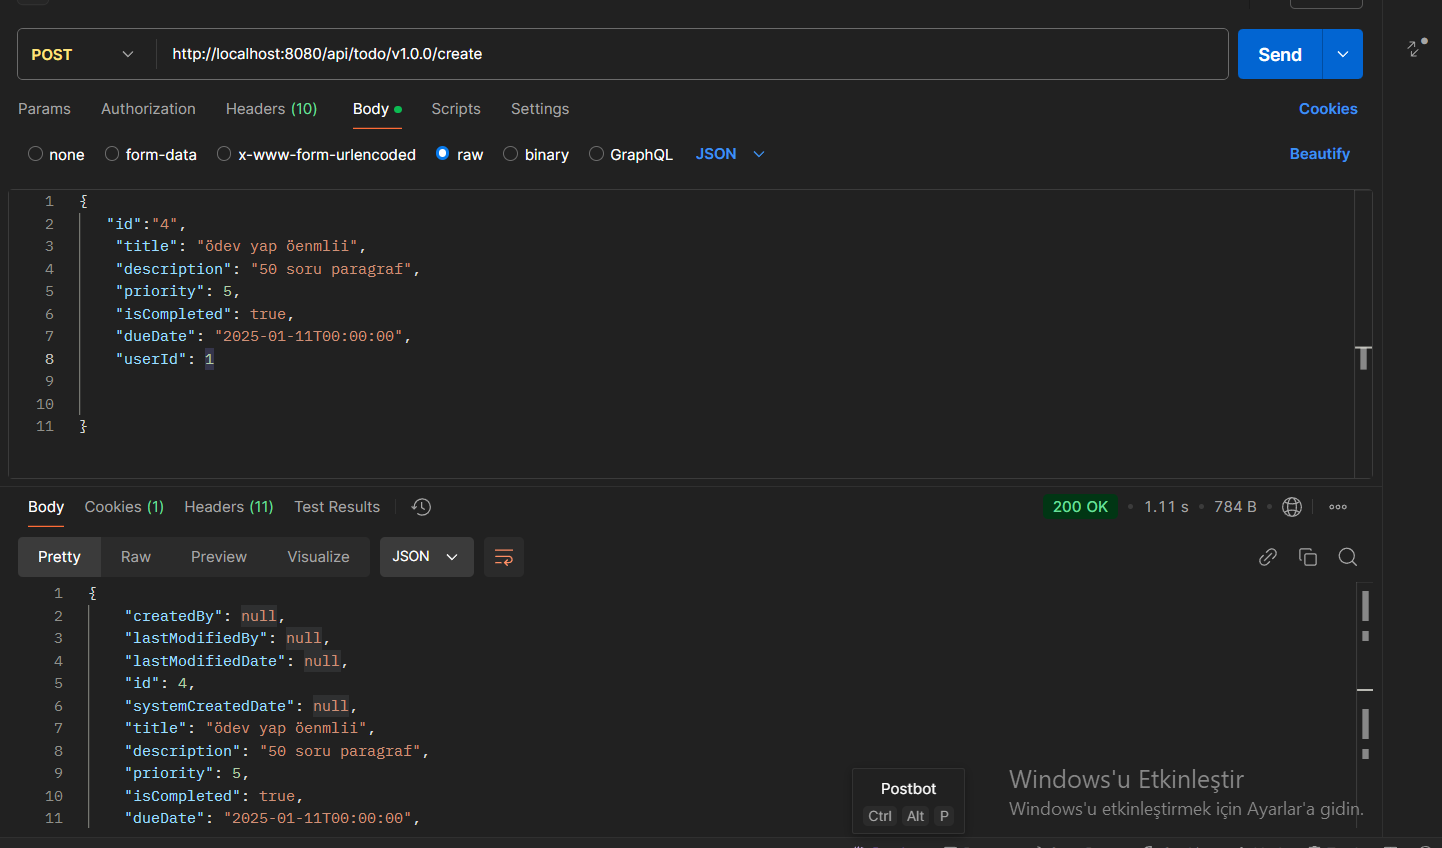 POST http://localhost:8080/api/todo/v1.0.0/create Send
Params Authorization Headers (10) Body Scripts Settings Cookies
none form-data x-www-form-urlencoded raw binary GraphQL JSON Beautify
1 {
2 "id":"4",
3 "title": "ödev yap öenmlii",
4 "description": "50 soru paragraf",
5 "priority": 5,
6 "isCompleted": true,
7 "dueDate": "2025-01-11T00:00:00",
8 "userId": 1
9
10
11 }
Body Cookies (1) Headers (11) Test Results 200 OK • 1.11 s • 784 B
Pretty Raw Preview Visualize JSON
1 {
2 "createdBy": null,
3 "lastModifiedBy": null,
4 "lastModifiedDate": null,
5 "id": 4,
6 "systemCreatedDate": null,
7 "title": "ödev yap öenmlii",
8 "description": "50 soru paragraf",
9 "priority": 5,
10 "isCompleted": true,
11 "dueDate": "2025-01-11T00:00:00",
Postbot
Ctrl Alt P
Windows'u Etkinleştir
Windows'u etkinleştirmek için Ayarlar'a gidin.